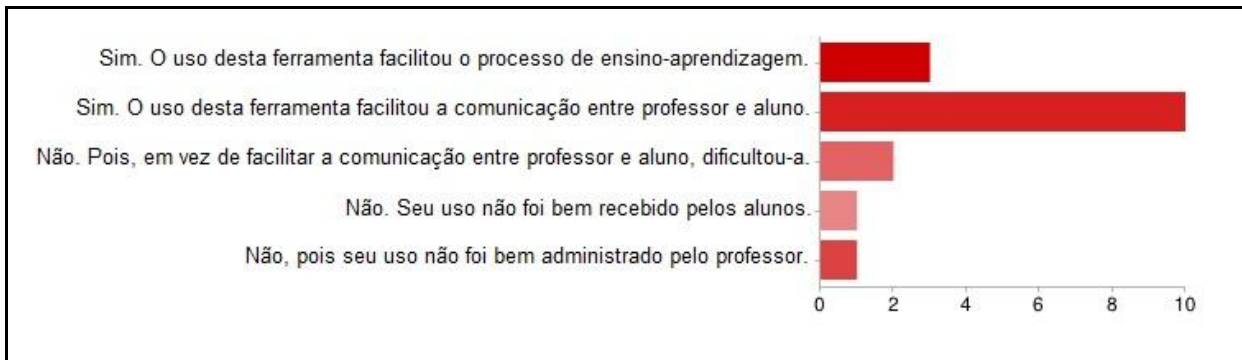 Sim. O uso desta ferramenta facilitou o processo de ensino-aprendizagem.
Sim. O uso desta ferramenta facilitou a comunicação entre professor e aluno.
Não. Pois, em vez de facilitar a comunicação entre professor e aluno, dificultou-a.
Não. Seu uso não foi bem recebido pelos alunos.
Não, pois seu uso não foi bem administrado pelo professor.
0 2 4 6 8 10